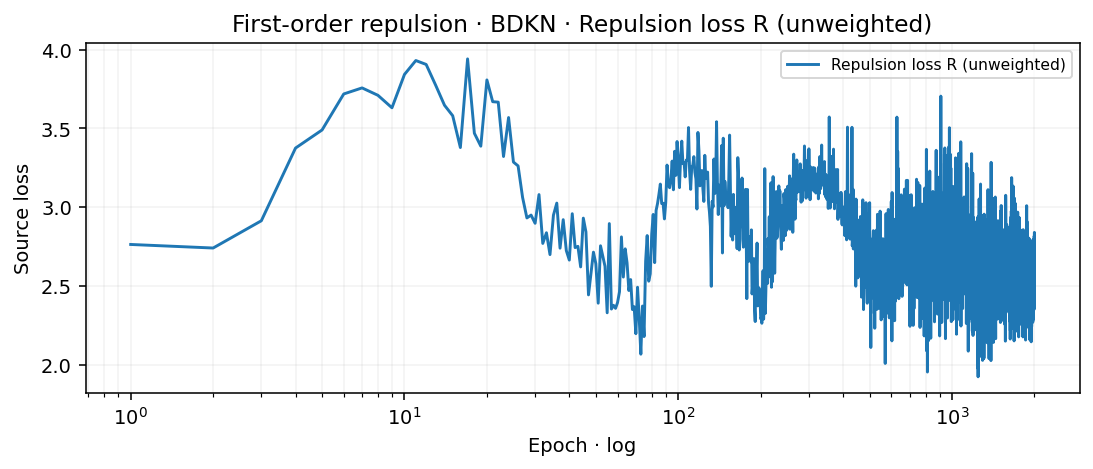 First-order repulsion · BDKN · Repulsion loss R (unweighted)
Repulsion loss R (unweighted)
Source loss
4.0
3.5
3.0
2.5
2.0
10⁰
10¹
10²
10³
Epoch · log